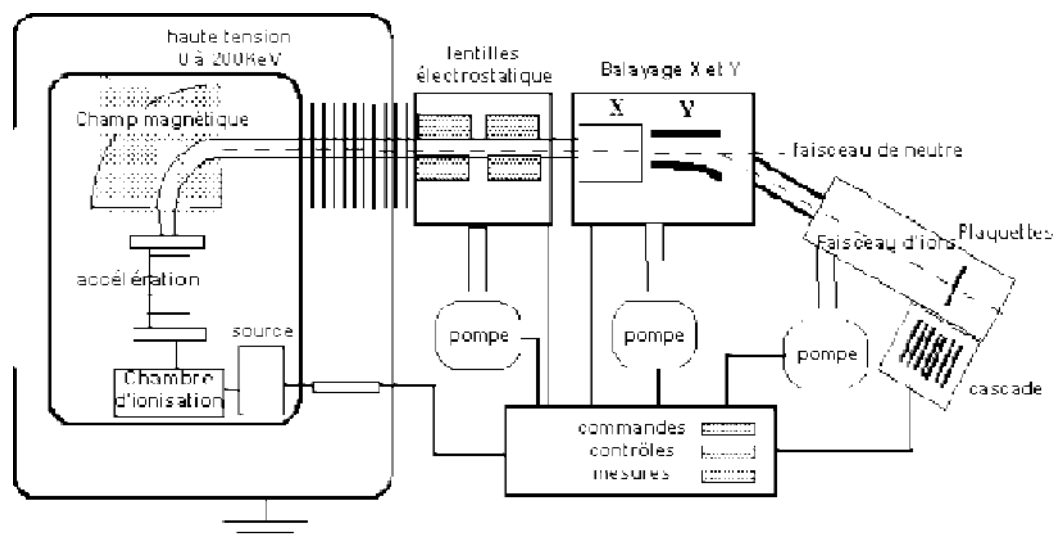 haute tension
0 à 200KeV
lentilles
électrostatique
Balayage X et Y
Champ magnétique
X Y
faisceau de neutre
Plaquettes
Faisceau d'ions
accélération
source
pompe
pompe
pompe
Chambre
d'ionisation
cascade
commandes
contrôles
mesures